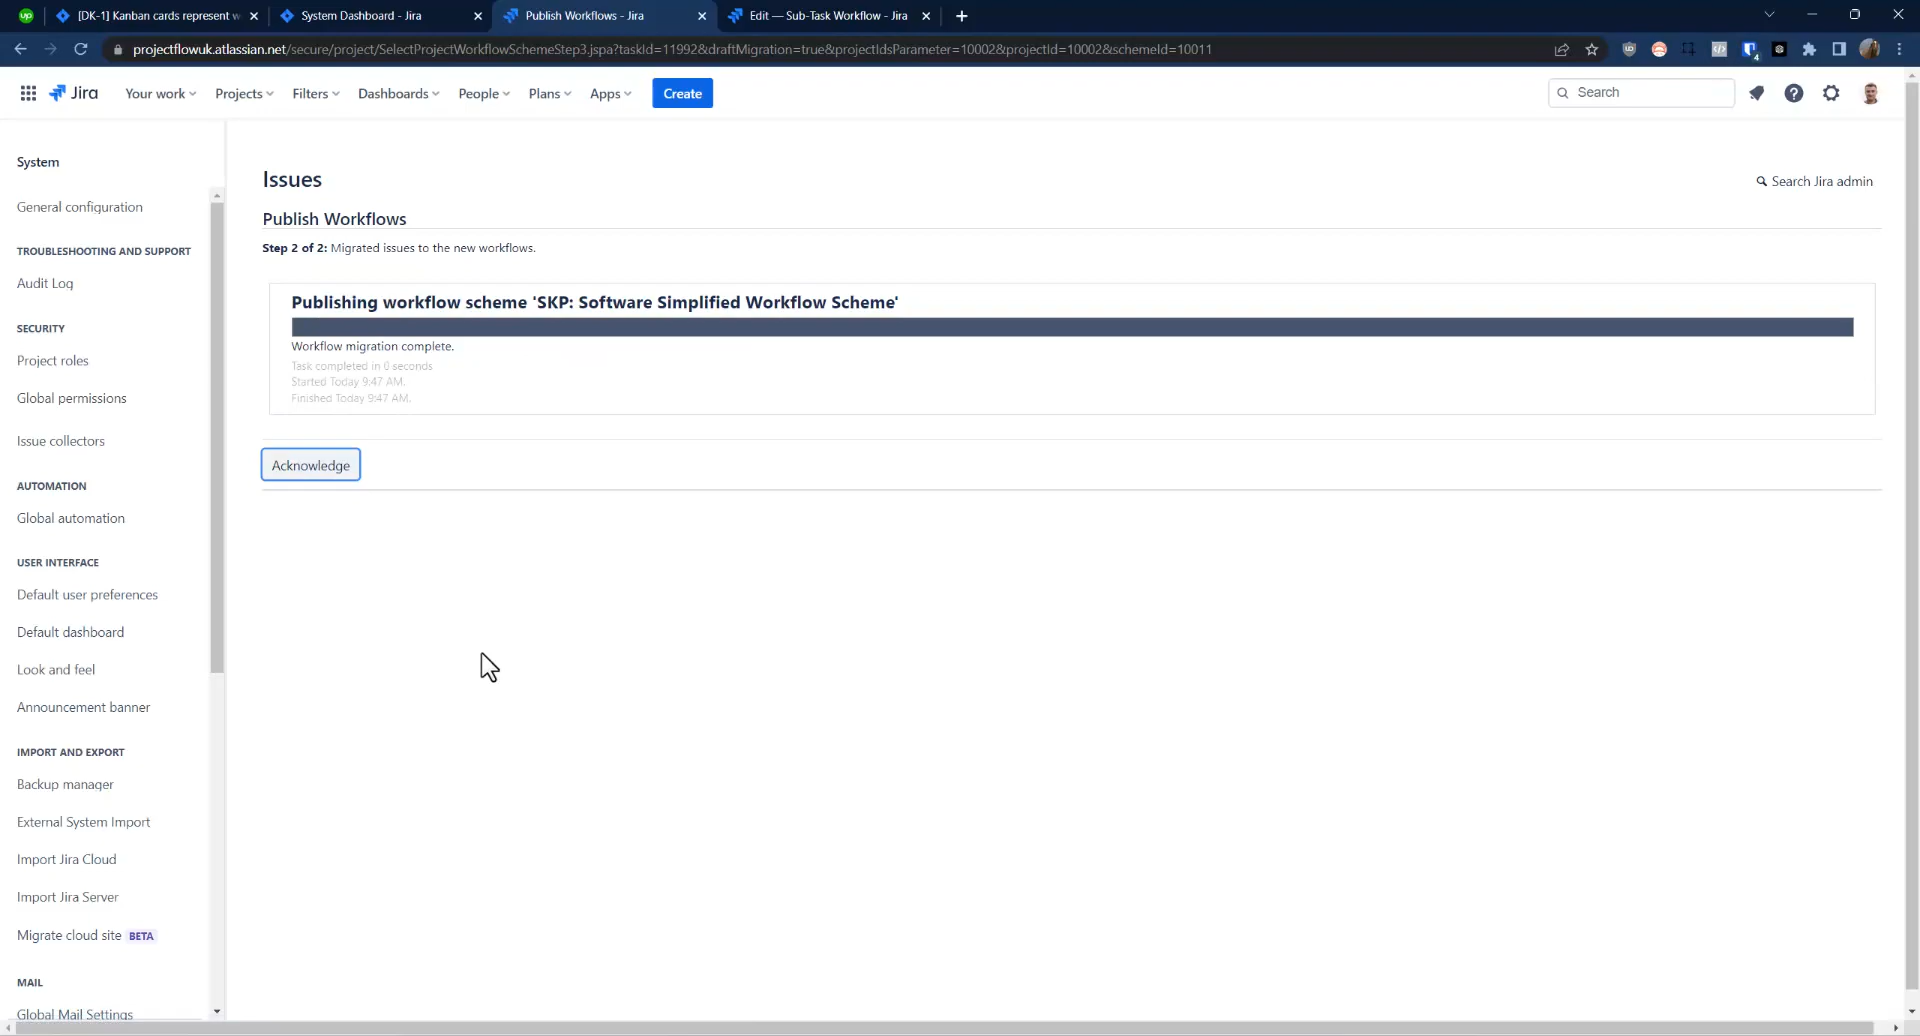 up
[DK-1] Kanban cards represent w
System Dashboard - Jira
Publish Workflows - Jira
Edit — Sub-Task Workflow - Jira
projectflowuk.atlassian.net/secure/project/SelectProjectWorkflowSchemeStep3.jspa?taskId=11992&draftMigration=true&projectIdsParameter=10002&projectId=10002&schemeId=10011
4
Jira
Your work
Projects
Filters
Dashboards
People
Plans
Apps
Create
Search
System
General configuration
TROUBLESHOOTING AND SUPPORT
Audit Log
SECURITY
Project roles
Global permissions
Issue collectors
AUTOMATION
Global automation
USER INTERFACE
Default user preferences
Default dashboard
Look and feel
Announcement banner
IMPORT AND EXPORT
Backup manager
External System Import
Import Jira Cloud
Import Jira Server
Migrate cloud site BETA
MAIL
Global Mail Settings
Issues
Search Jira admin
Publish Workflows
Step 2 of 2: Migrated issues to the new workflows.
Publishing workflow scheme 'SKP: Software Simplified Workflow Scheme'
Workflow migration complete.
Task completed in 0 seconds
Started Today 9:47 AM.
Finished Today 9:47 AM.
Acknowledge